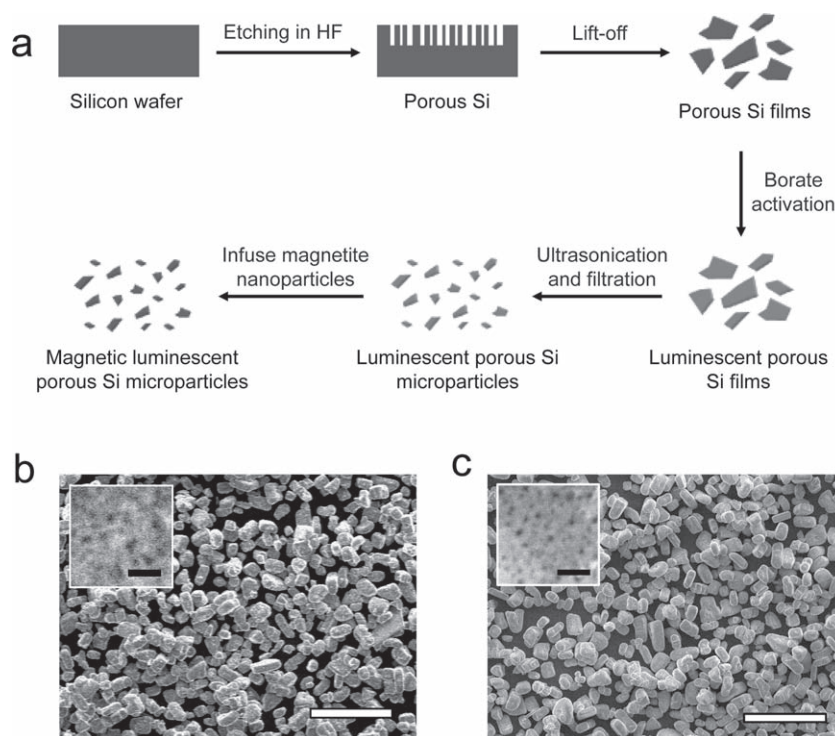 a
Etching in HF
Lift-off
Silicon wafer
Porous Si
Porous Si films
Borate
activation
Infuse magnetite
nanoparticles
Ultrasonication
and filtration
Magnetic luminescent
porous Si microparticles
Luminescent porous Si
microparticles
Luminescent porous
Si films
b
c